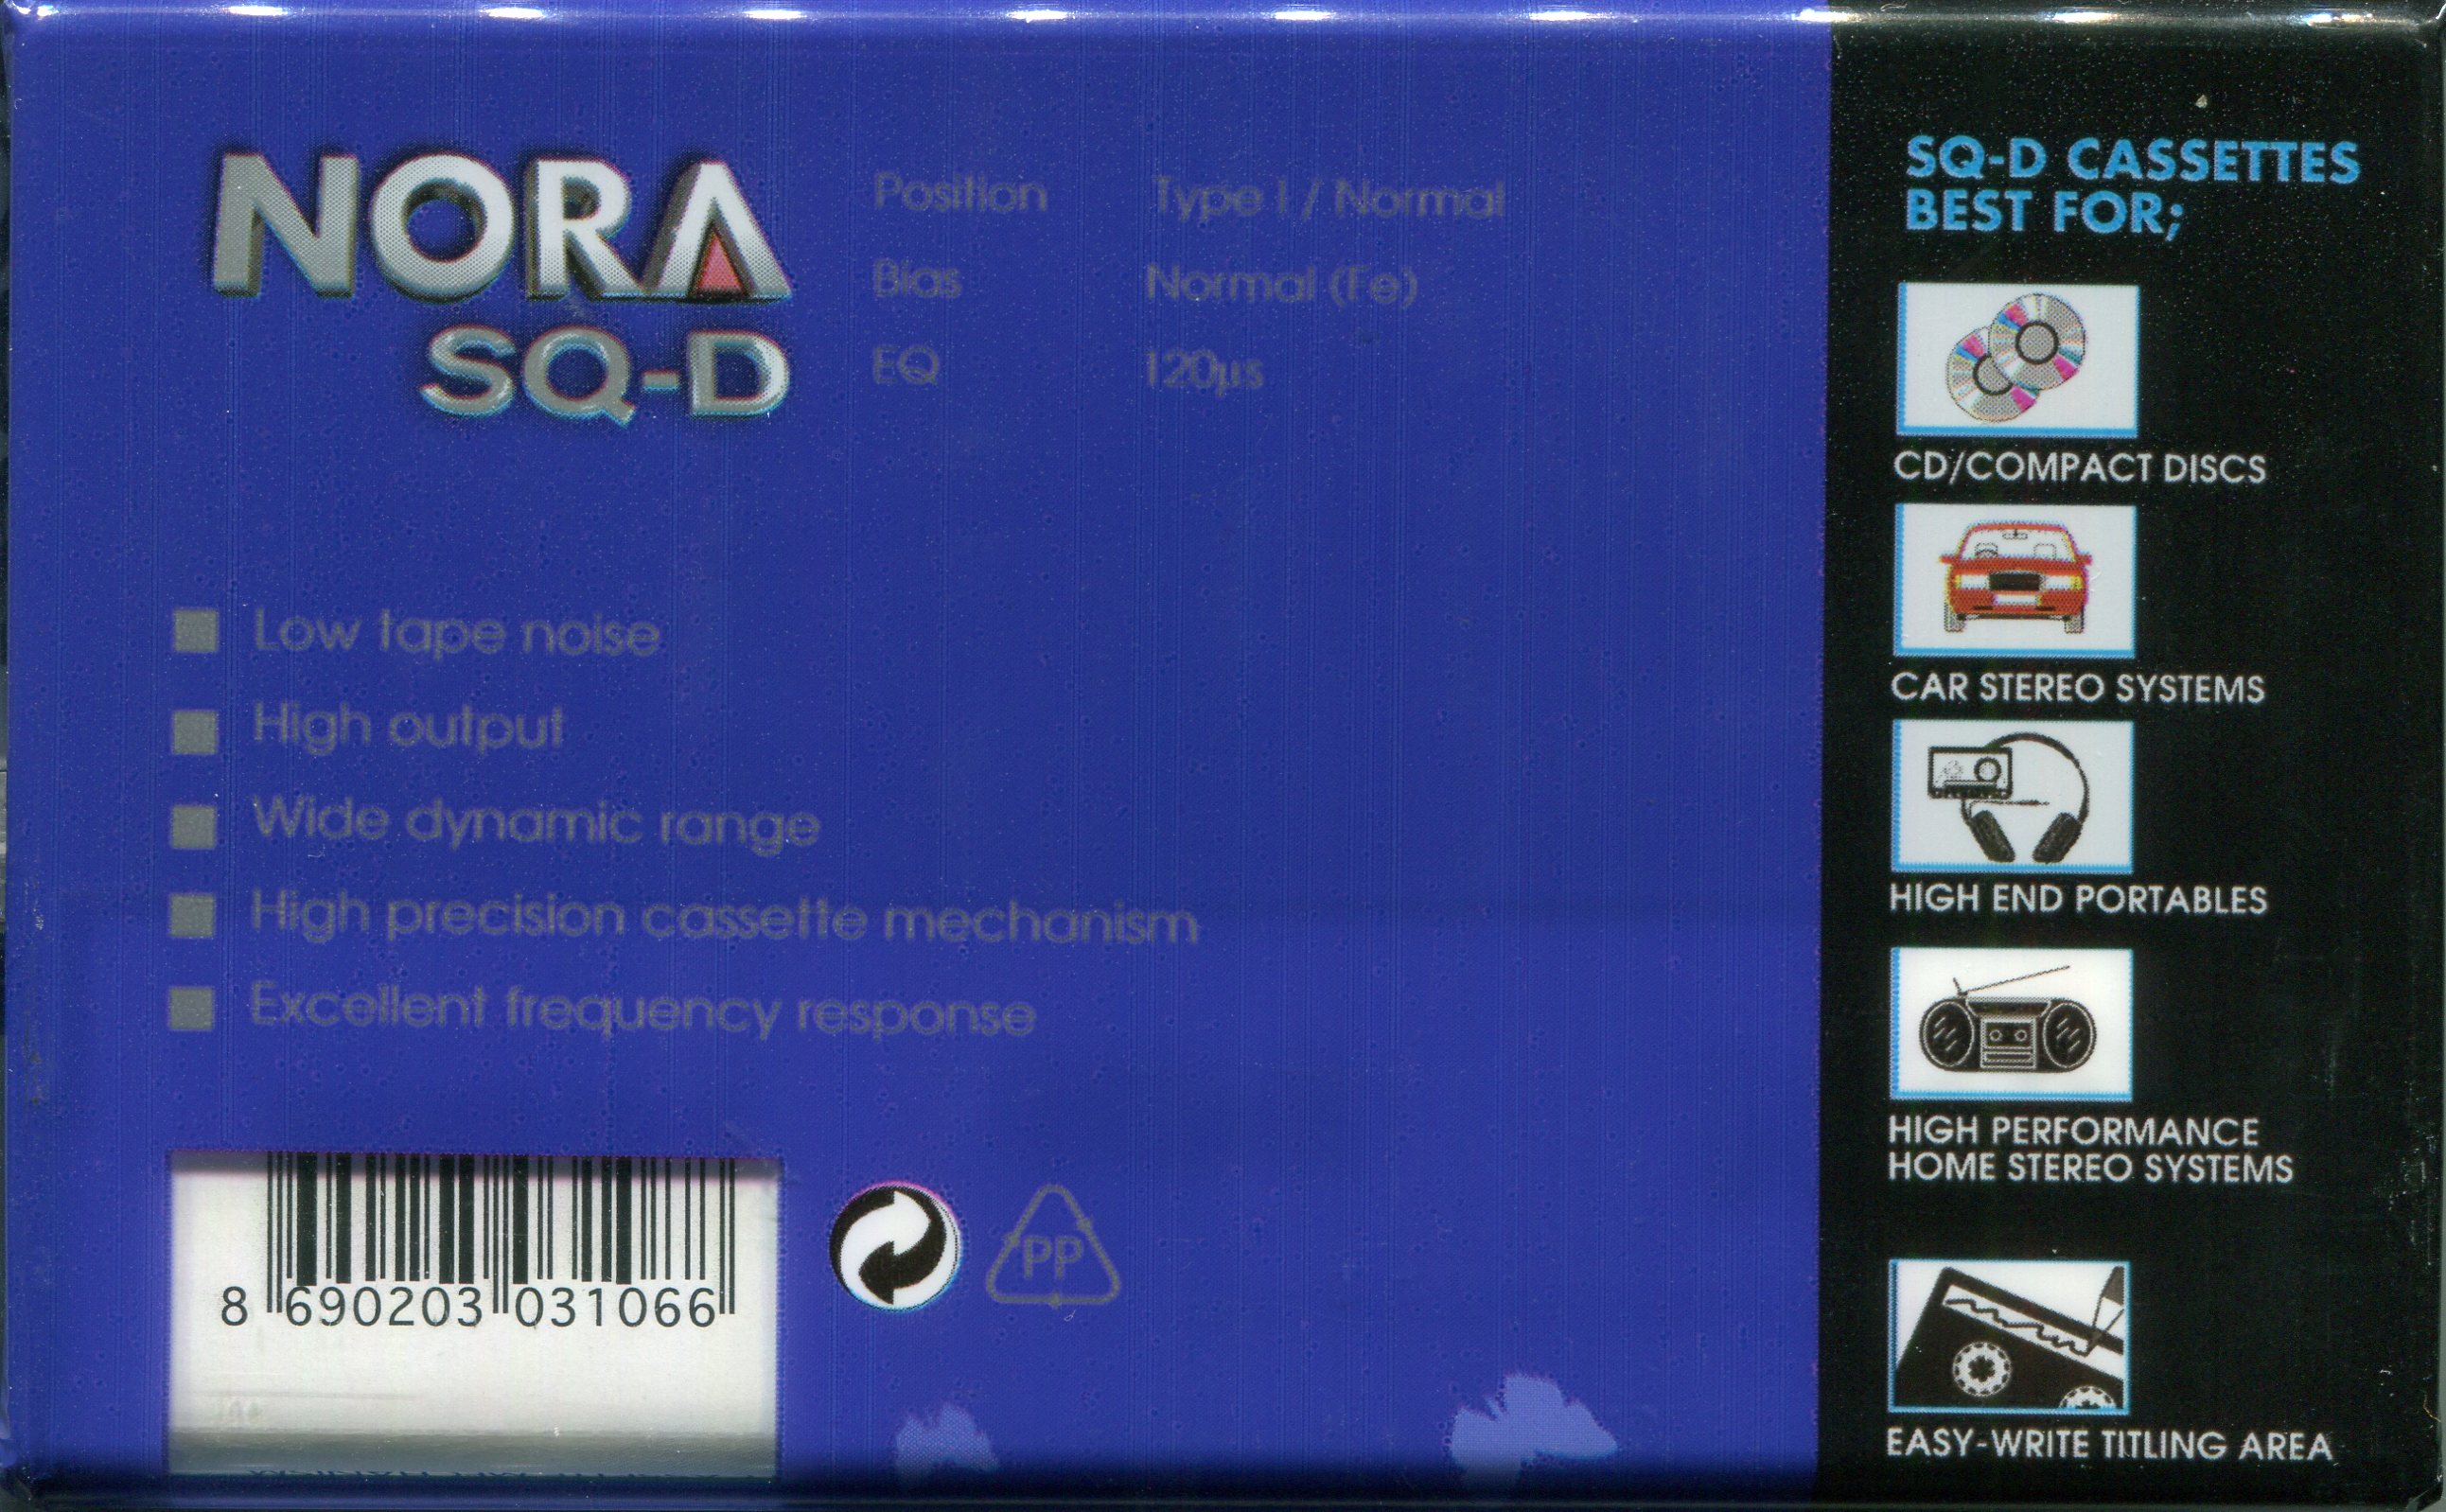 NORA
SQ-D
Position Type I / Normal
Bias Normal (Fe)
EQ 120µs
Low tape noise
High output
Wide dynamic range
High precision cassette mechanism
Excellent frequency response
8 690203 031066
PP
SQ-D CASSETTES
BEST FOR;
CD/COMPACT DISCS
CAR STEREO SYSTEMS
HIGH END PORTABLES
HIGH PERFORMANCE
HOME STEREO SYSTEMS
EASY-WRITE TITLING AREA